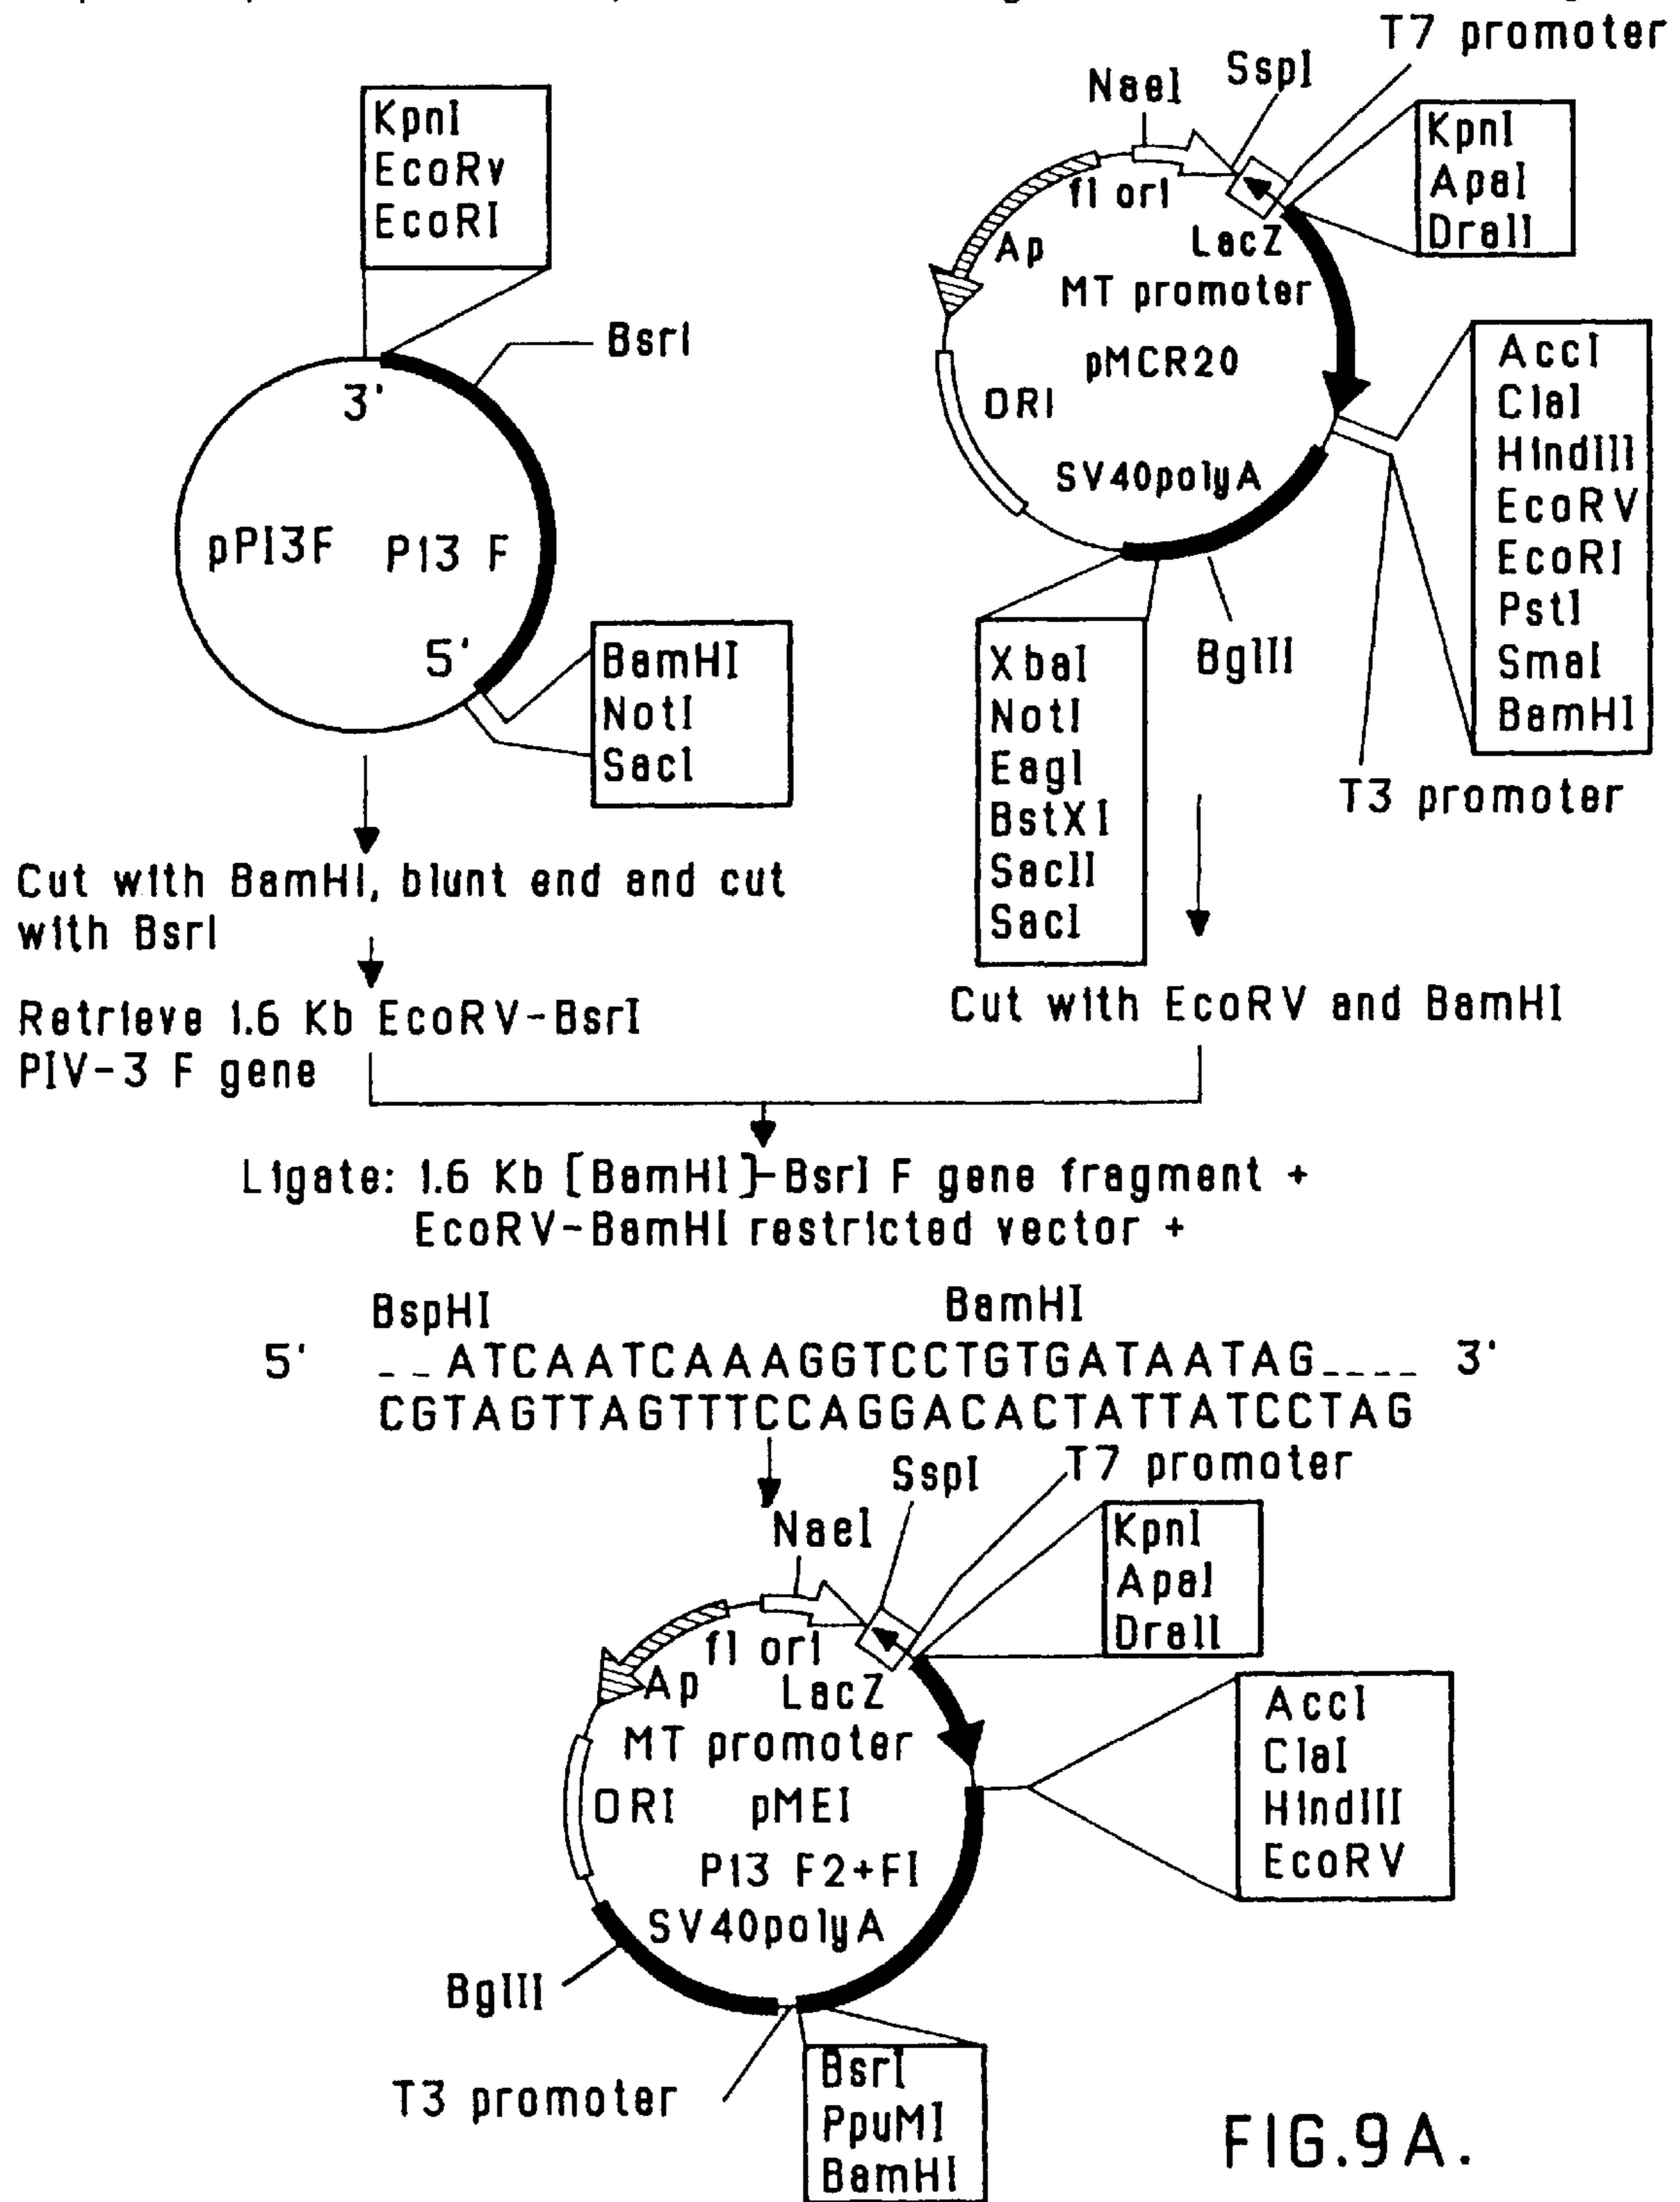 T7 promoter
SspI
NaeI
KpnI
EcoRv
EcoRI
KpnI
ApaI
DraII
f1 ori
Ap
LacZ
MT promoter
BsrI
3'
pMCR20
ORI
AccI
ClaI
HindIII
EcoRV
EcoRI
PstI
SmaI
BamHI
SV40polyA
pPI3F
P13 F
5'
BamHI
NotI
SacI
XbaI
NotI
EagI
BstXI
SacII
SacI
BglII
T3 promoter
Cut with BamHI, blunt end and cut
with BsrI
Retrieve 1.6 Kb EcoRV-BsrI
PIV-3 F gene
Cut with EcoRV and BamHI
Ligate: 1.6 Kb [BamHI]-BsrI F gene fragment +
EcoRV-BamHI restricted vector +
BspHI BamHI
5' _ _ ATCAATCAAAGGTCCTGTGATAATAG_ _ _ _ 3'
CGTAGTTAGTTTCCAGGACACTATTATCCTAG
SspI
T7 promoter
NaeI
KpnI
ApaI
DraII
f1 ori
Ap
LacZ
MT promoter
AccI
ClaI
HindIII
EcoRV
ORI
pMEI
P13 F2+FI
SV40polyA
BglII
T3 promoter
BsrI
PpuMI
BamHI
FIG.9A.